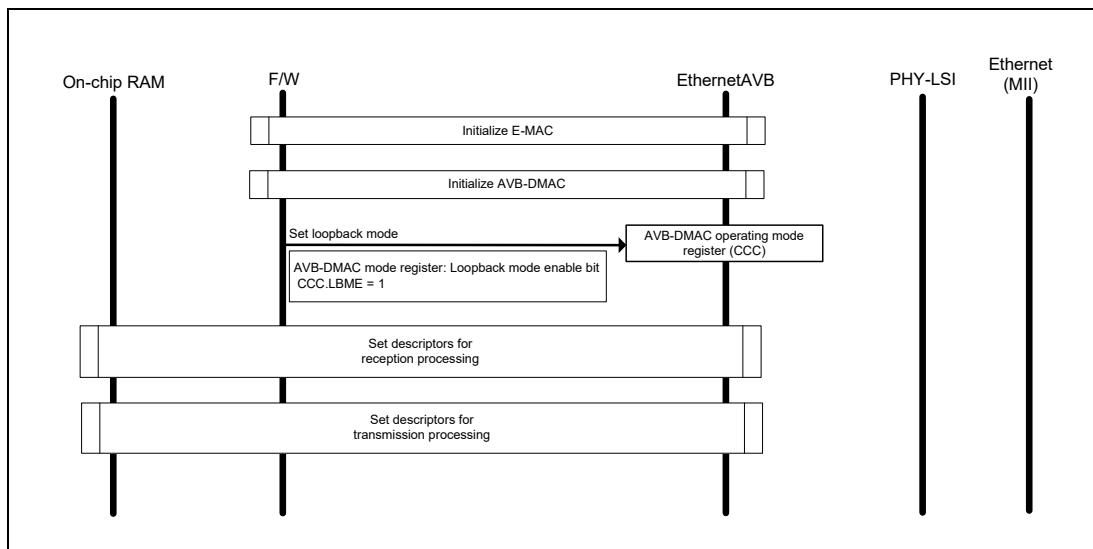 On-chip RAM
F/W
EthernetAVB
PHY-LSI
Ethernet
(MII)
Initialize E-MAC
Initialize AVB-DMAC
Set loopback mode
AVB-DMAC operating mode
register (CCC)
AVB-DMAC mode register: Loopback mode enable bit
CCC.LBME = 1
Set descriptors for
reception processing
Set descriptors for
transmission processing